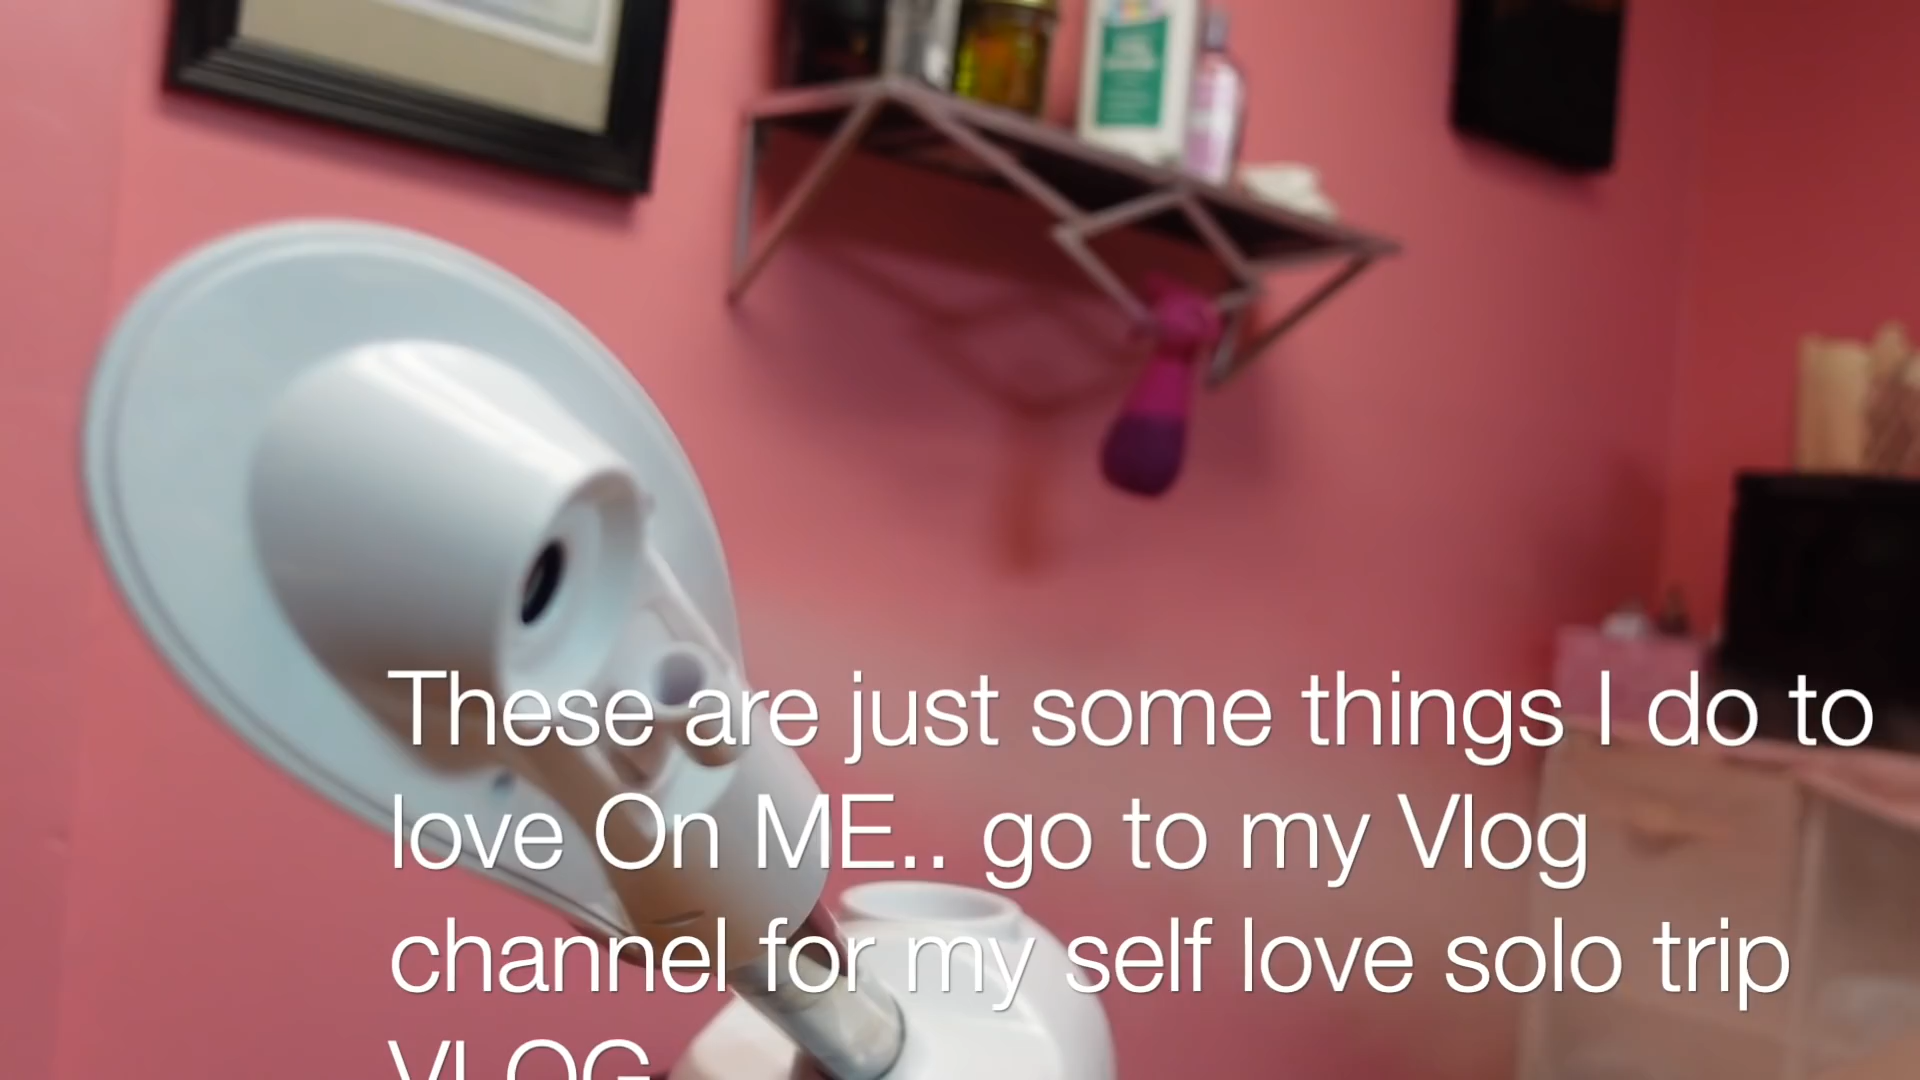 These are just some things I do to
love On ME.. go to my Vlog
channel for my self love solo trip
VLOG